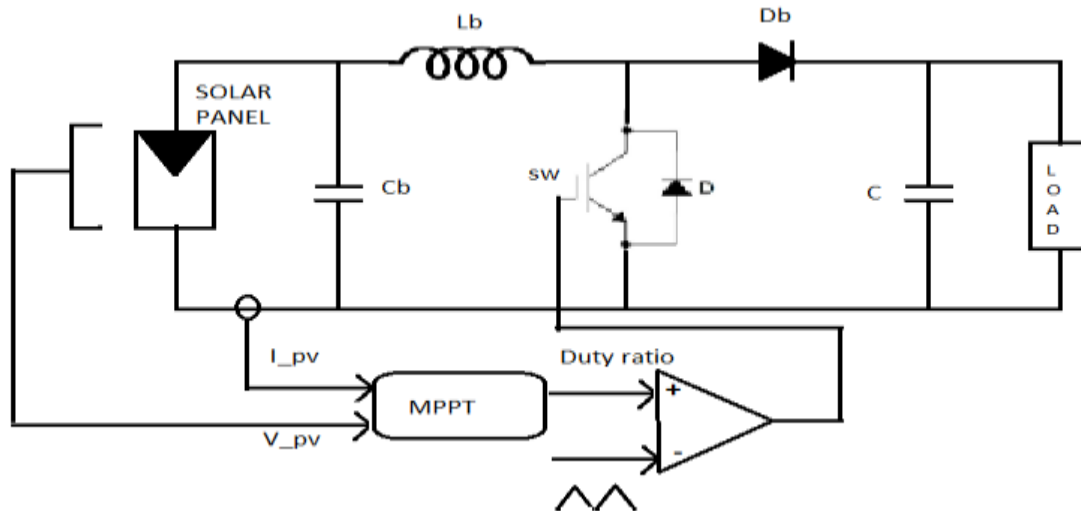 Lb
Db
SOLAR
PANEL
Cb
sw
D
C
L
O
A
D
I_pv
Duty ratio
+
MPPT
-
V_pv